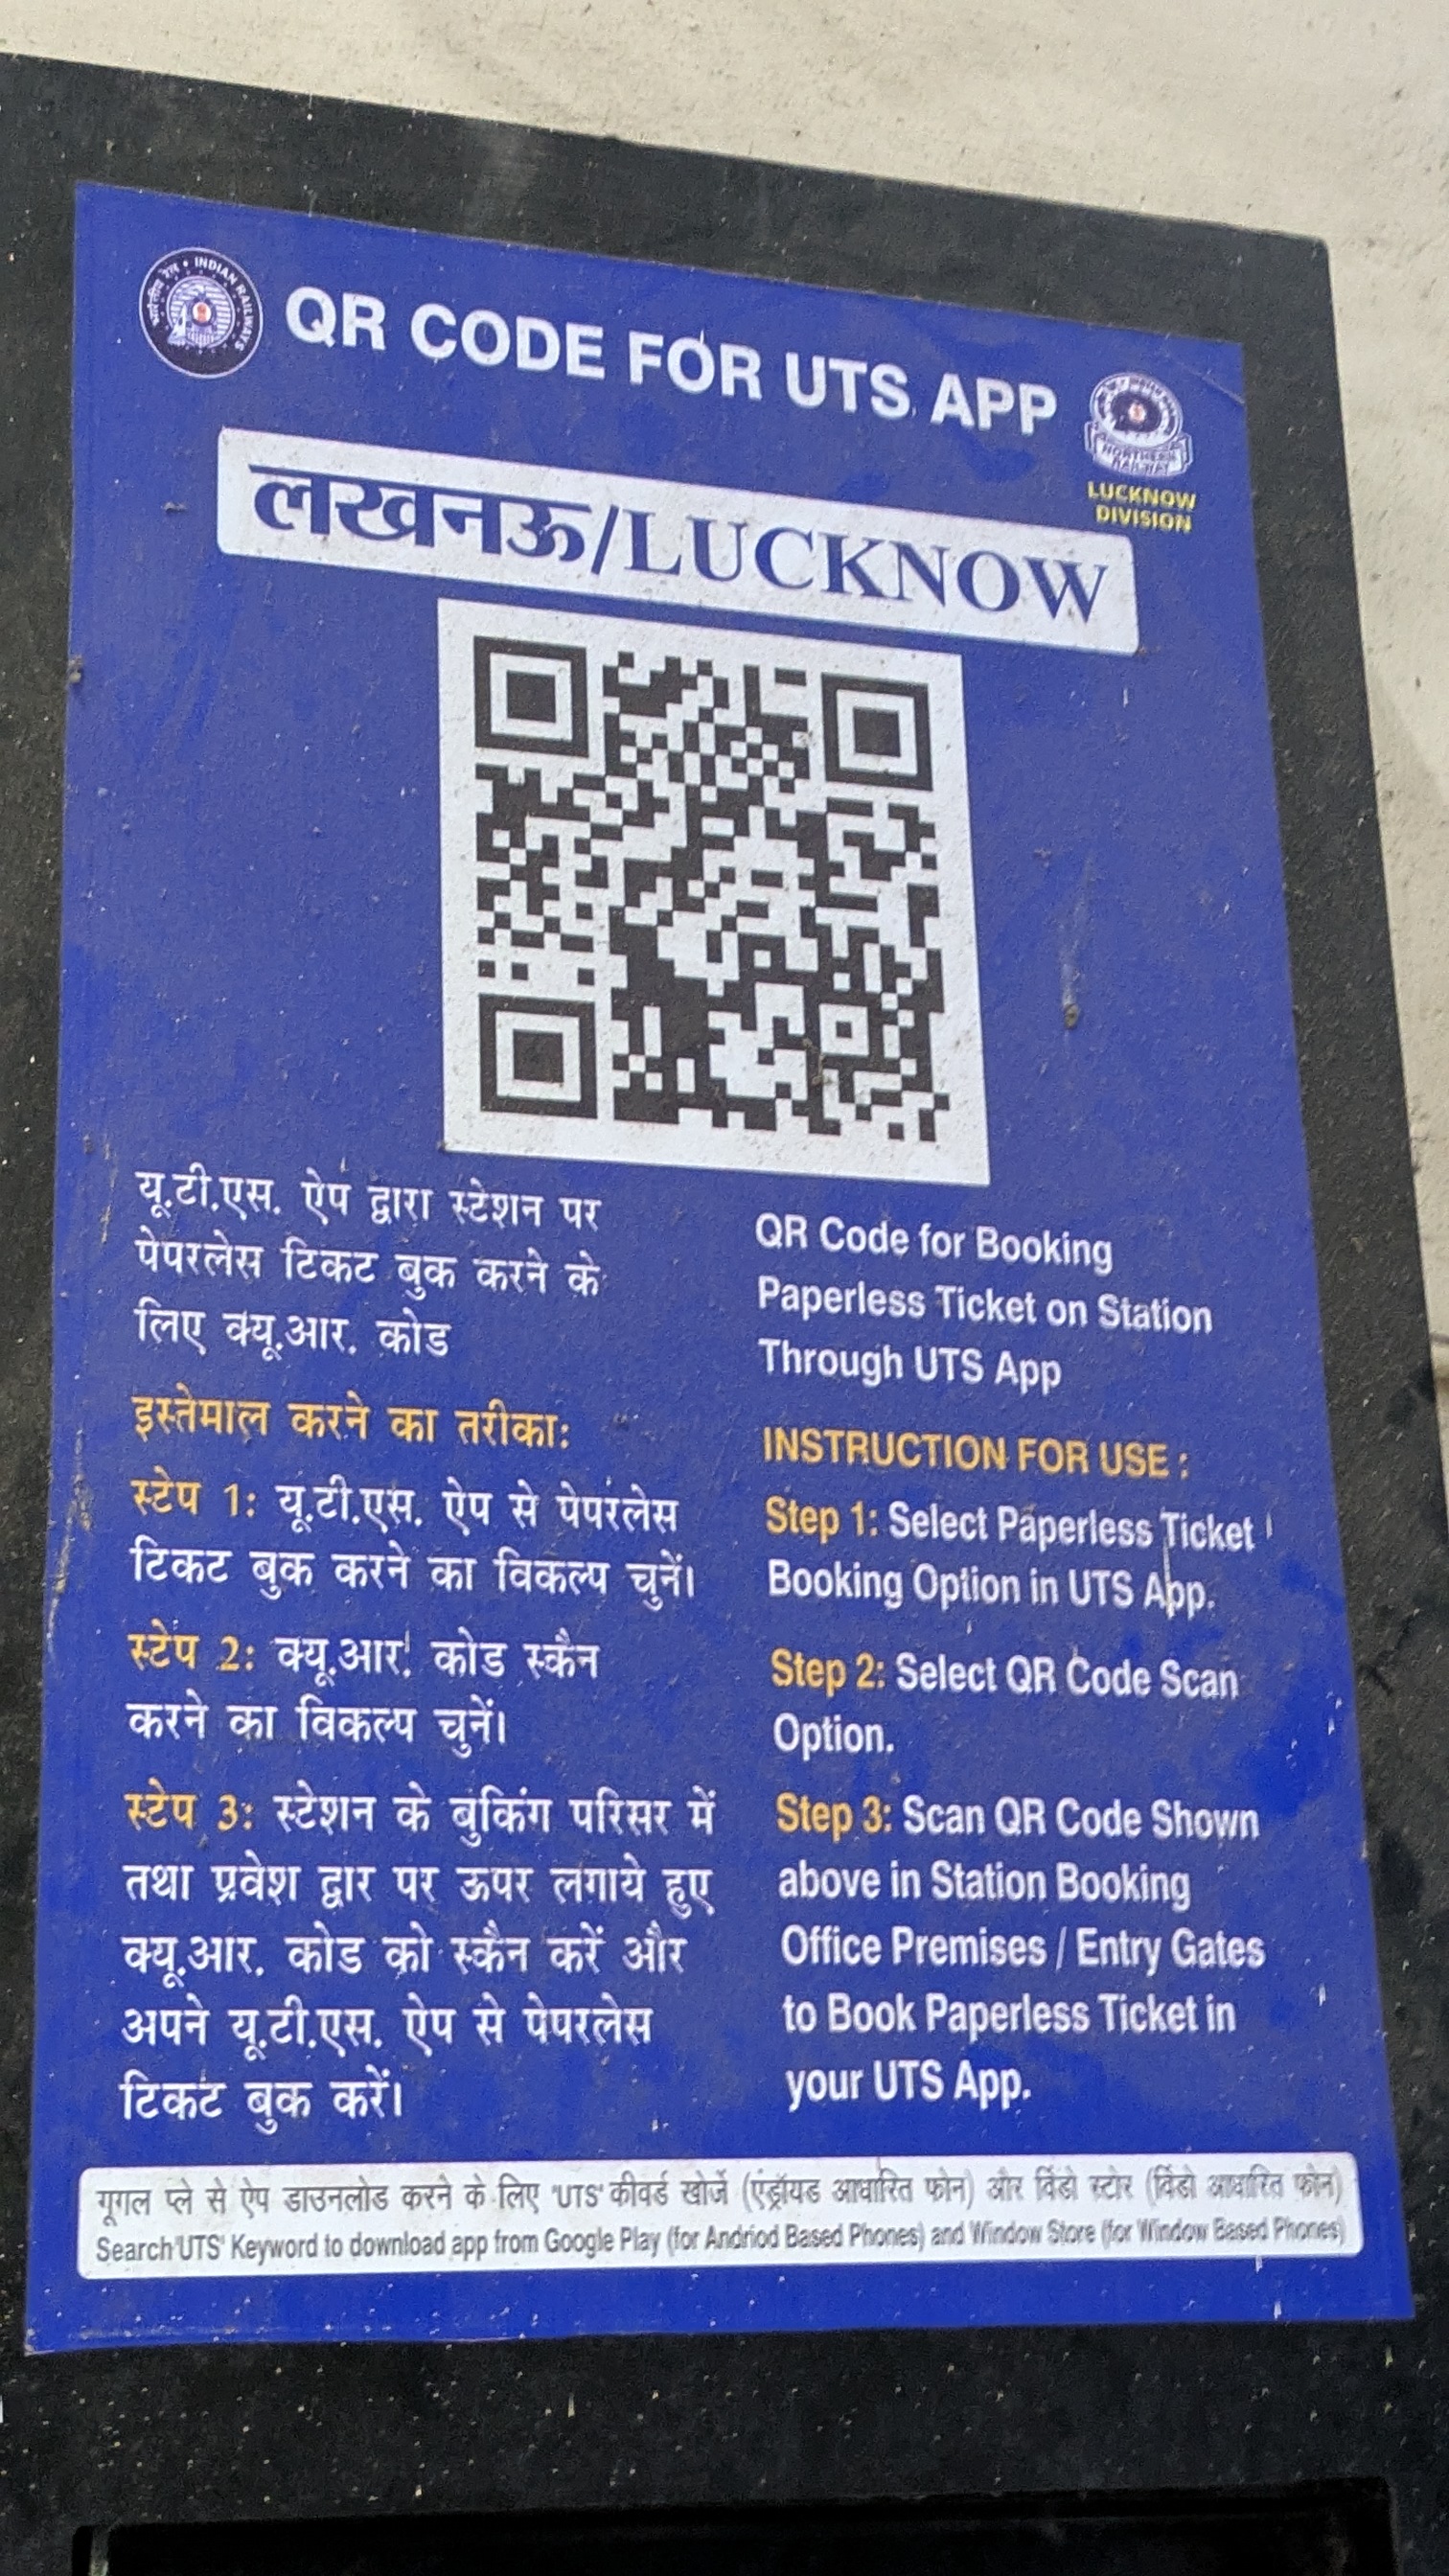 भारतीय रेल • INDIAN RAILWAYS
QR CODE FOR UTS APP
NORTHERN
RAILWAY
LUCKNOW
DIVISION
लखनऊ/LUCKNOW
यू.टी.एस. ऐप द्वारा स्टेशन पर
पेपरलेस टिकट बुक करने के
लिए क्यू.आर. कोड
इस्तेमाल करने का तरीका:
स्टेप 1: यू.टी.एस. ऐप से पेपरलेस
टिकट बुक करने का विकल्प चुनें।
स्टेप 2: क्यू.आर. कोड स्कैन
करने का विकल्प चुनें।
स्टेप 3: स्टेशन के बुकिंग परिसर में
तथा प्रवेश द्वार पर ऊपर लगाये हुए
क्यू.आर. कोड को स्कैन करें और
अपने यू.टी.एस. ऐप से पेपरलेस
टिकट बुक करें।
QR Code for Booking
Paperless Ticket on Station
Through UTS App
INSTRUCTION FOR USE :
Step 1: Select Paperless Ticket
Booking Option in UTS App.
Step 2: Select QR Code Scan
Option.
Step 3: Scan QR Code Shown
above in Station Booking
Office Premises / Entry Gates
to Book Paperless Ticket in
your UTS App.
गूगल प्ले से ऐप डाउनलोड करने के लिए 'UTS' कीवर्ड खोजें (एंड्रॉयड आधारित फोन) और विंडो स्टोर (विंडो आधारित फोन)
Search 'UTS' Keyword to download app from Google Play (for Andriod Based Phones) and Window Store (for Window Based Phones)